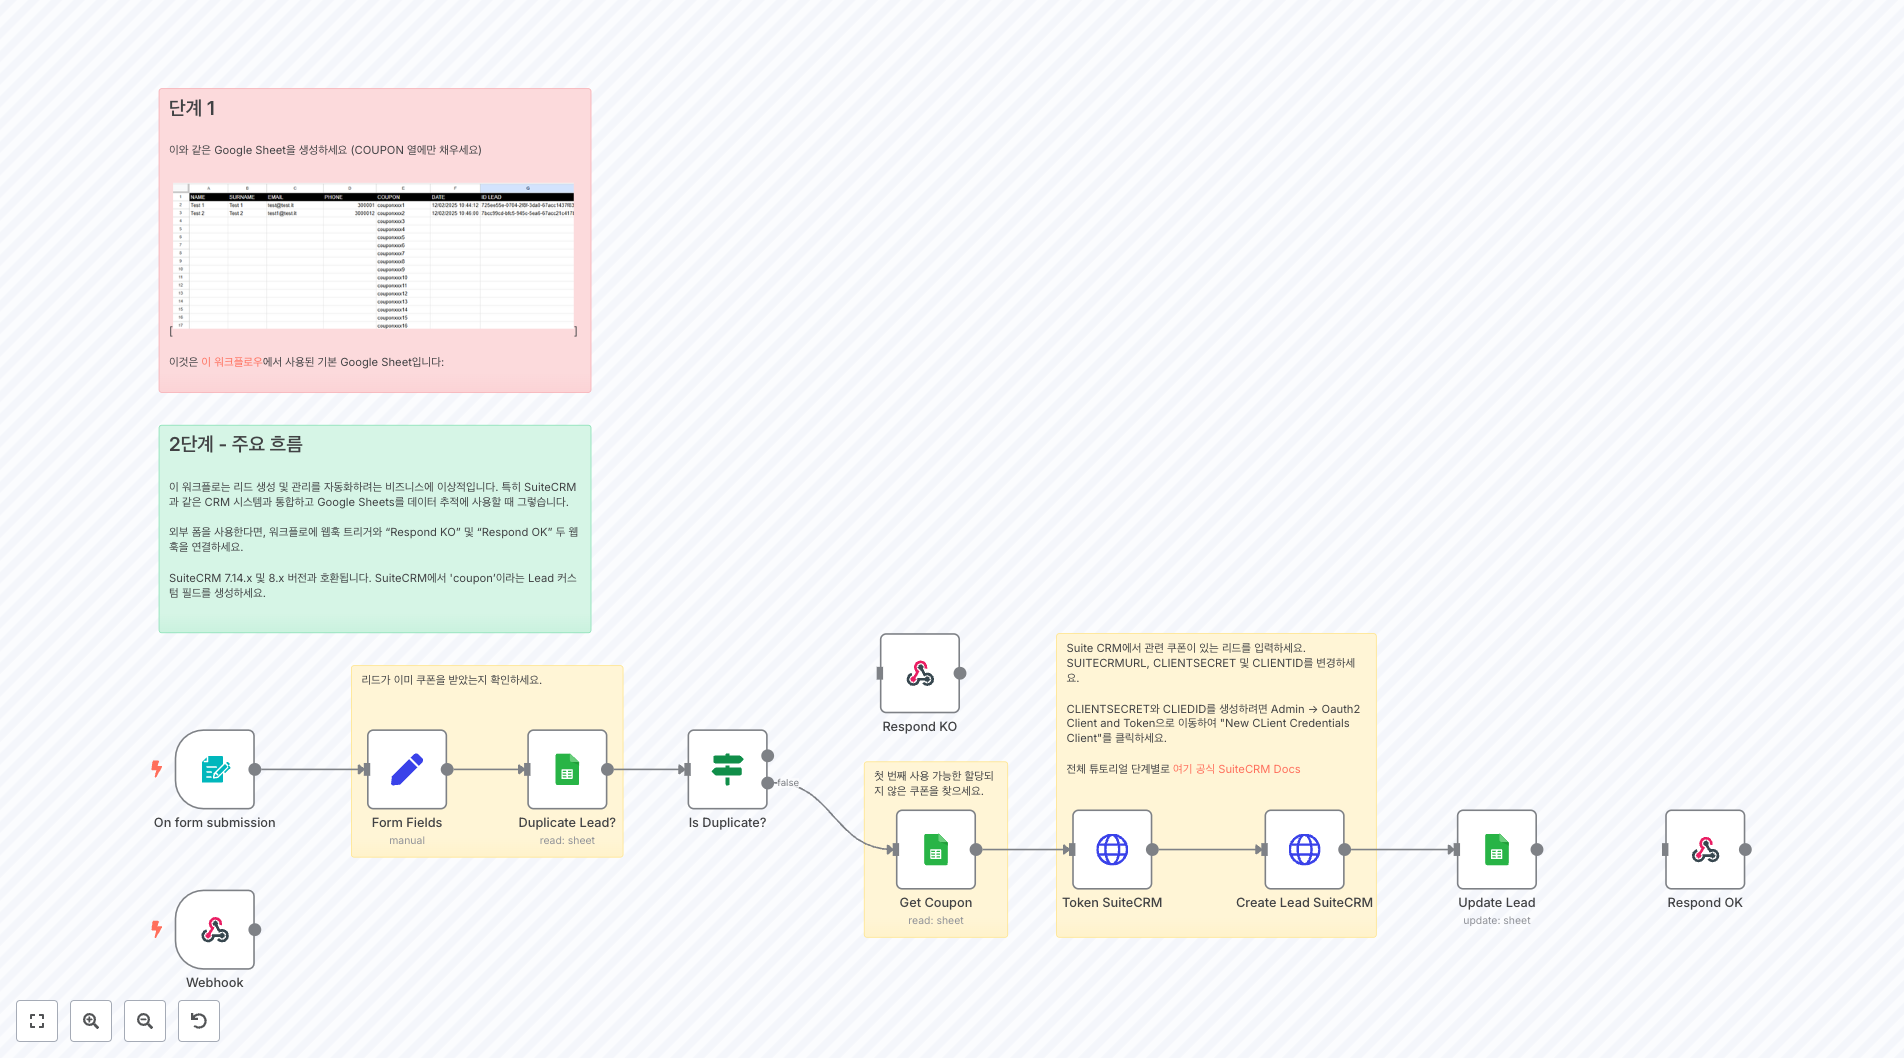 단계 1
이와 같은 Google Sheet을 생성하세요 (COUPON 열에만 채우세요)
A B C D E F G
1 NAME SURNAME EMAIL PHONE COUPON DATE ID LEAD
2 Test 1 Test 1 test@test.it 300001 couponxxx1 12/02/2025 10:44:12
3 Test 2 Test 2 test1@test.it 3000012 couponxxx2 12/02/2025 10:46:00
4 couponxxx3
5 couponxxx4
6 couponxxx5
7 couponxxx6
8 couponxxx7
9 couponxxx8
10 couponxxx9
11 couponxxx10
12 couponxxx11
13 couponxxx12
14 couponxxx13
15 couponxxx14
16 couponxxx15
17 couponxxx16
[ ]
이것은 이 워크플로우에서 사용된 기본 Google Sheet입니다:
2단계 - 주요 흐름
이 워크플로는 리드 생성 및 관리를 자동화하려는 비즈니스에 이상적입니다. 특히 SuiteCRM
과 같은 CRM 시스템과 통합하고 Google Sheets를 데이터 추적에 사용할 때 그렇습니다.
외부 폼을 사용한다면, 워크플로에 웹훅 트리거와 “Respond KO” 및 “Respond OK” 두 웹
훅을 연결하세요.
SuiteCRM 7.14.x 및 8.x 버전과 호환됩니다. SuiteCRM에서 'coupon'이라는 Lead 커스
텀 필드를 생성하세요.
리드가 이미 쿠폰을 받았는지 확인하세요.
On form submission
Form Fields
manual
Duplicate Lead?
read: sheet
Is Duplicate?
false
Respond KO
첫 번째 사용 가능한 할당되
지 않은 쿠폰을 찾으세요.
Get Coupon
read: sheet
Suite CRM에서 관련 쿠폰이 있는 리드를 입력하세요.
SUITECRMURL, CLIENTSECRET 및 CLIENTID를 변경하세
요.
CLIENTSECRET와 CLIEDID를 생성하려면 Admin → Oauth2
Client and Token으로 이동하여 "New CLient Credentials
Client"를 클릭하세요.
전체 튜토리얼 단계별로 여기 공식 SuiteCRM Docs
Token SuiteCRM
Create Lead SuiteCRM
Update Lead
update: sheet
Respond OK
Webhook